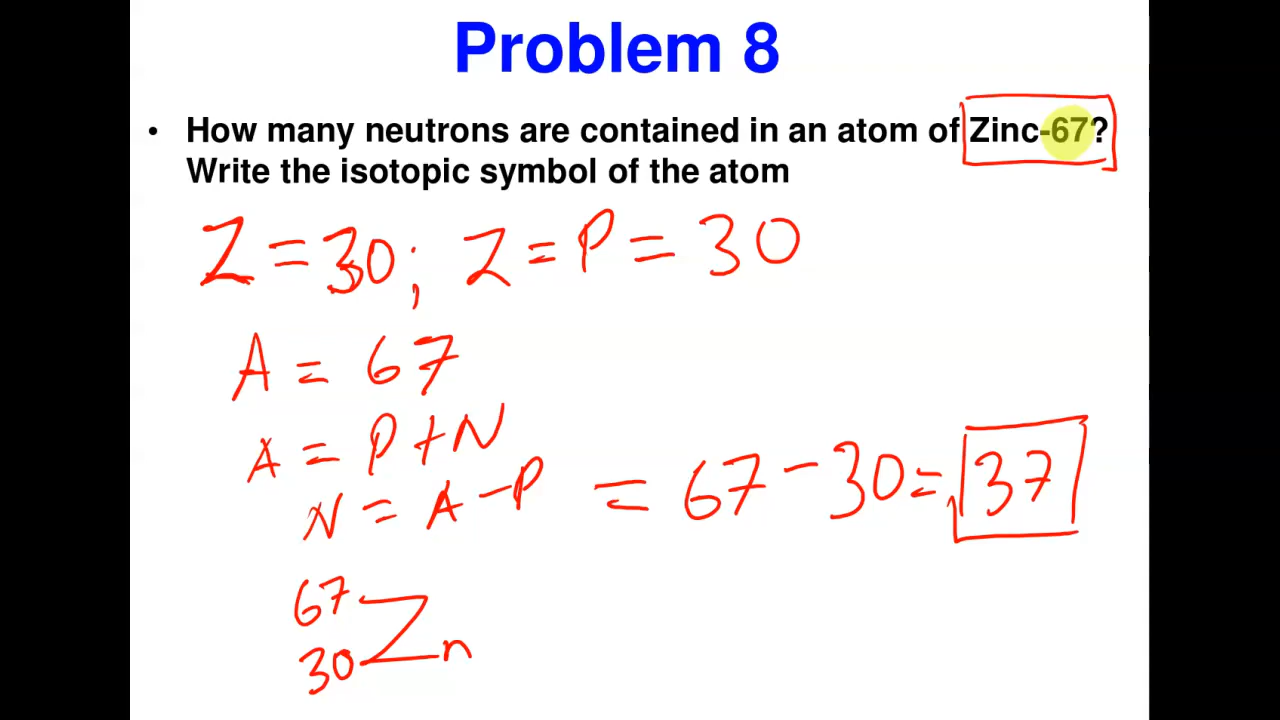 Problem 8
• How many neutrons are contained in an atom of Zinc-67?
Write the isotopic symbol of the atom
Z = 30; Z = P = 30
A = 67
A = P + N
N = A - P = 67 - 30 = 37
67
30 Zn